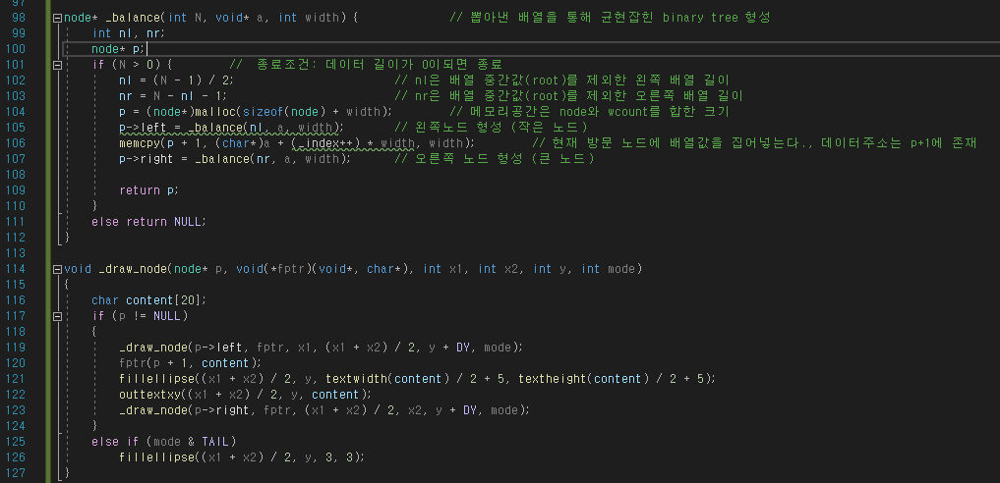 97
98 node* _balance(int N, void* a, int width) { // 뽑아낸 배열을 통해 균현잡힌 binary tree 형성
99 int nl, nr;
100 node* p;
101 if (N > 0) { // 종료조건: 데이터 길이가 0이되면 종료
102 nl = (N - 1) / 2; // nl은 배열 중간값(root)를 제외한 왼쪽 배열 길이
103 nr = N - nl - 1; // nr은 배열 중간값(root)를 제외한 오른쪽 배열 길이
104 p = (node*)malloc(sizeof(node) + width); // 메모리공간은 node와 wcount를 합한 크기
105 p->left = _balance(nl, a, width); // 왼쪽노드 형성 (작은 노드)
106 memcpy(p + 1, (char*)a + (_index++) * width, width); // 현재 방문 노드에 배열값을 집어넣는다., 데이터주소는 p+1에 존재
107 p->right = _balance(nr, a, width); // 오른쪽 노드 형성 (큰 노드)
108
109 return p;
110 }
111 else return NULL;
112 }
113
114 void _draw_node(node* p, void(*fptr)(void*, char*), int x1, int x2, int y, int mode)
115 {
116 char content[20];
117 if (p != NULL)
118 {
119 _draw_node(p->left, fptr, x1, (x1 + x2) / 2, y + DY, mode);
120 fptr(p + 1, content);
121 fillellipse((x1 + x2) / 2, y, textwidth(content) / 2 + 5, textheight(content) / 2 + 5);
122 outtextxy((x1 + x2) / 2, y, content);
123 _draw_node(p->right, fptr, (x1 + x2) / 2, x2, y + DY, mode);
124 }
125 else if (mode & TAIL)
126 fillellipse((x1 + x2) / 2, y, 3, 3);
127 }